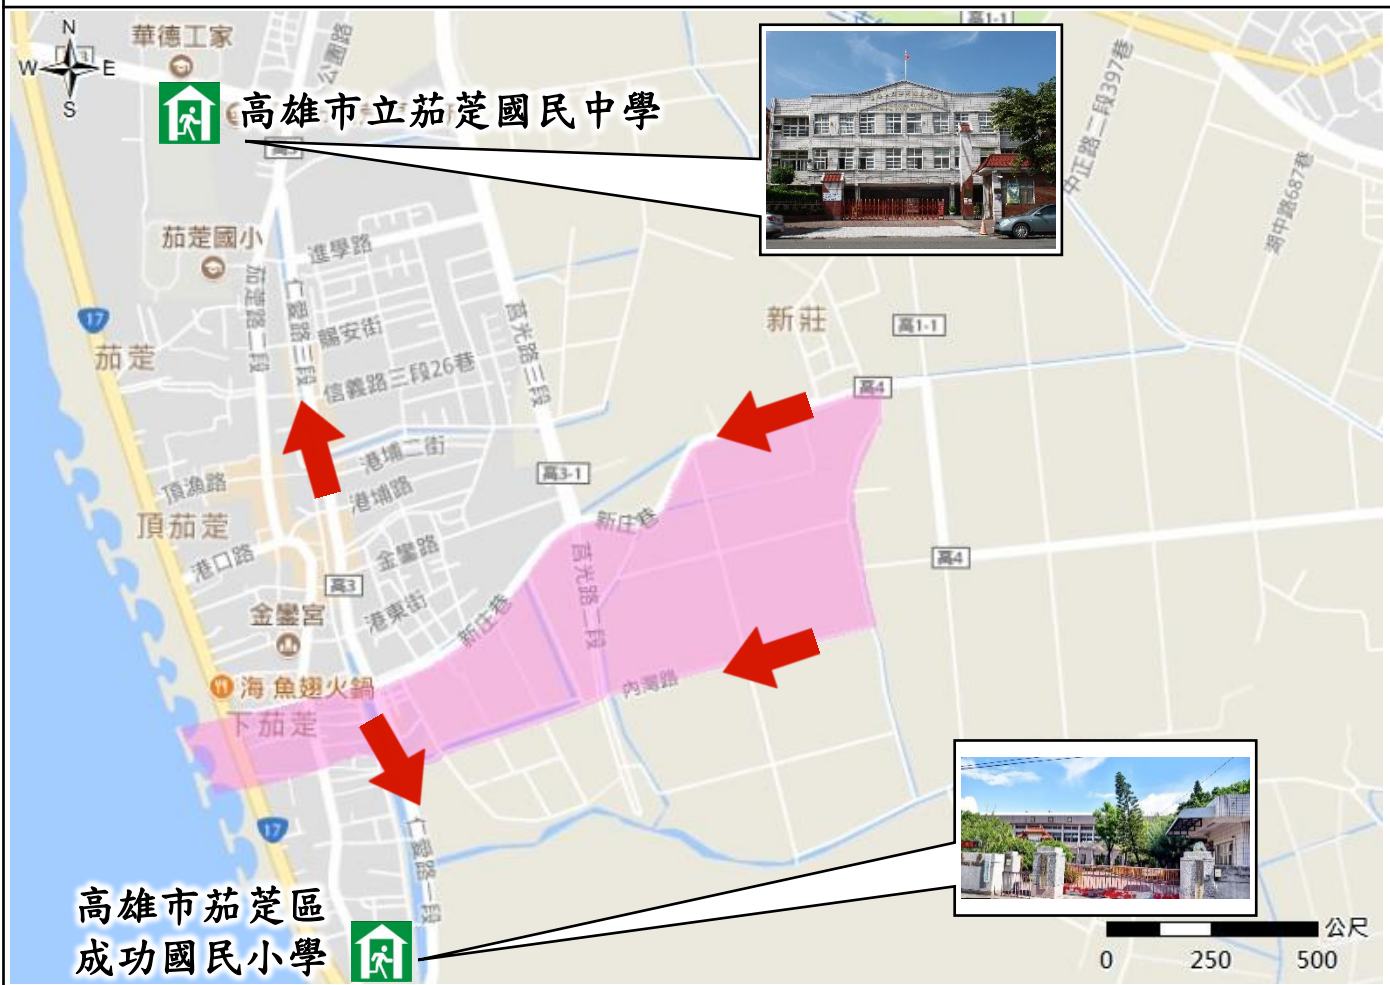 N
W
E
S
華德工家
公園路
高1-1
中正路二段397巷
湖中路687巷
高雄市立茄萣國民中學
茄萣國小
進學路
茄萣路二段
仁愛路三段
賜安街
莒光路三段
新莊
高1-1
17
茄萣
信義路三段26巷
高4
港埔二街
高3-1
頂漁路
港埔路
頂茄萣
新庄巷
金鑾路
港口路
莒光路二段
高4
高3
金鑾宮
港東街
新庄巷
海 魚翅火鍋
內灣路
下茄萣
17
仁愛路一段
高雄市茄萣區
成功國民小學
公尺
0 250 500